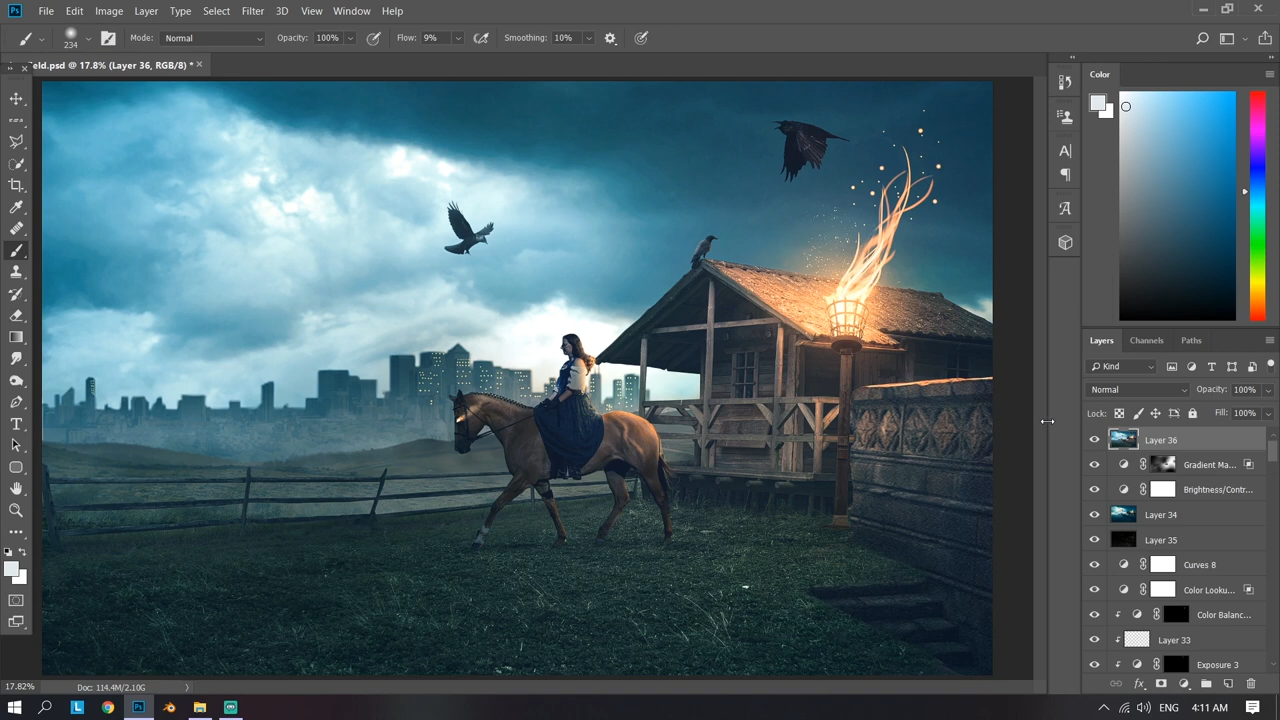 Ps File Edit Image Layer Type Select Filter 3D View Window Help
234 Mode: Normal Opacity: 100% Flow: 9% Smoothing: 10%
eld.psd @ 17.8% (Layer 36, RGB/8) *
Color
Layers Channels Paths
Kind
Normal Opacity: 100%
Lock: Fill: 100%
Layer 36
Gradient Ma...
Brightness/Contr...
Layer 34
Layer 35
Curves 8
Color Looku...
Color Balanc...
Layer 33
Exposure 3
17.82% Doc: 114.4M/2.10G
L Ps ENG 4:11 AM